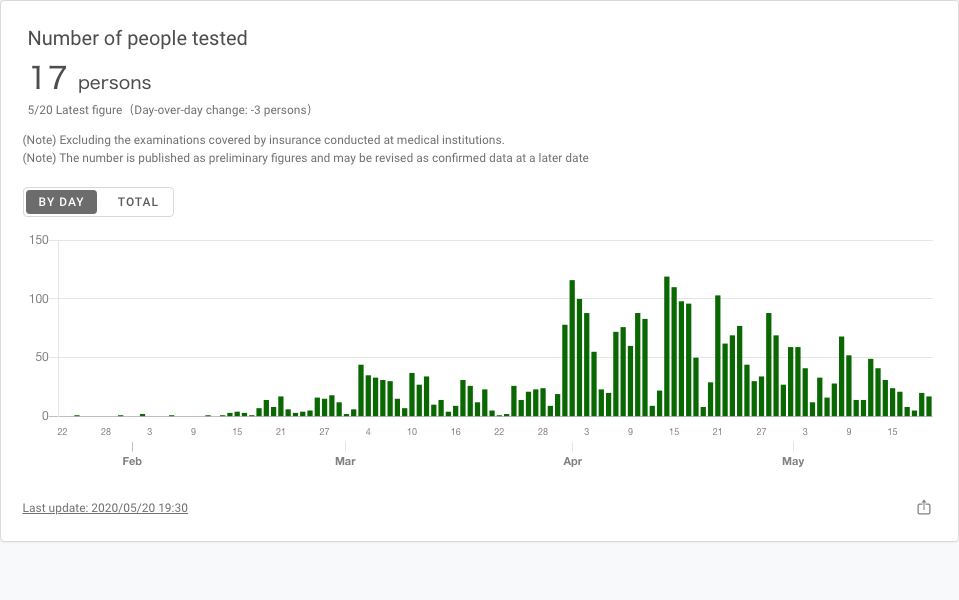 Number of people tested
17 persons
5/20 Latest figure（Day-over-day change: -3 persons）
(Note) Excluding the examinations covered by insurance conducted at medical institutions.
(Note) The number is published as preliminary figures and may be revised as confirmed data at a later date
BY DAY TOTAL
150
100
50
0
22 28 3 9 15 21 27 4 10 16 22 28 3 9 15 21 27 3 9 15
Feb Mar Apr May
Last update: 2020/05/20 19:30